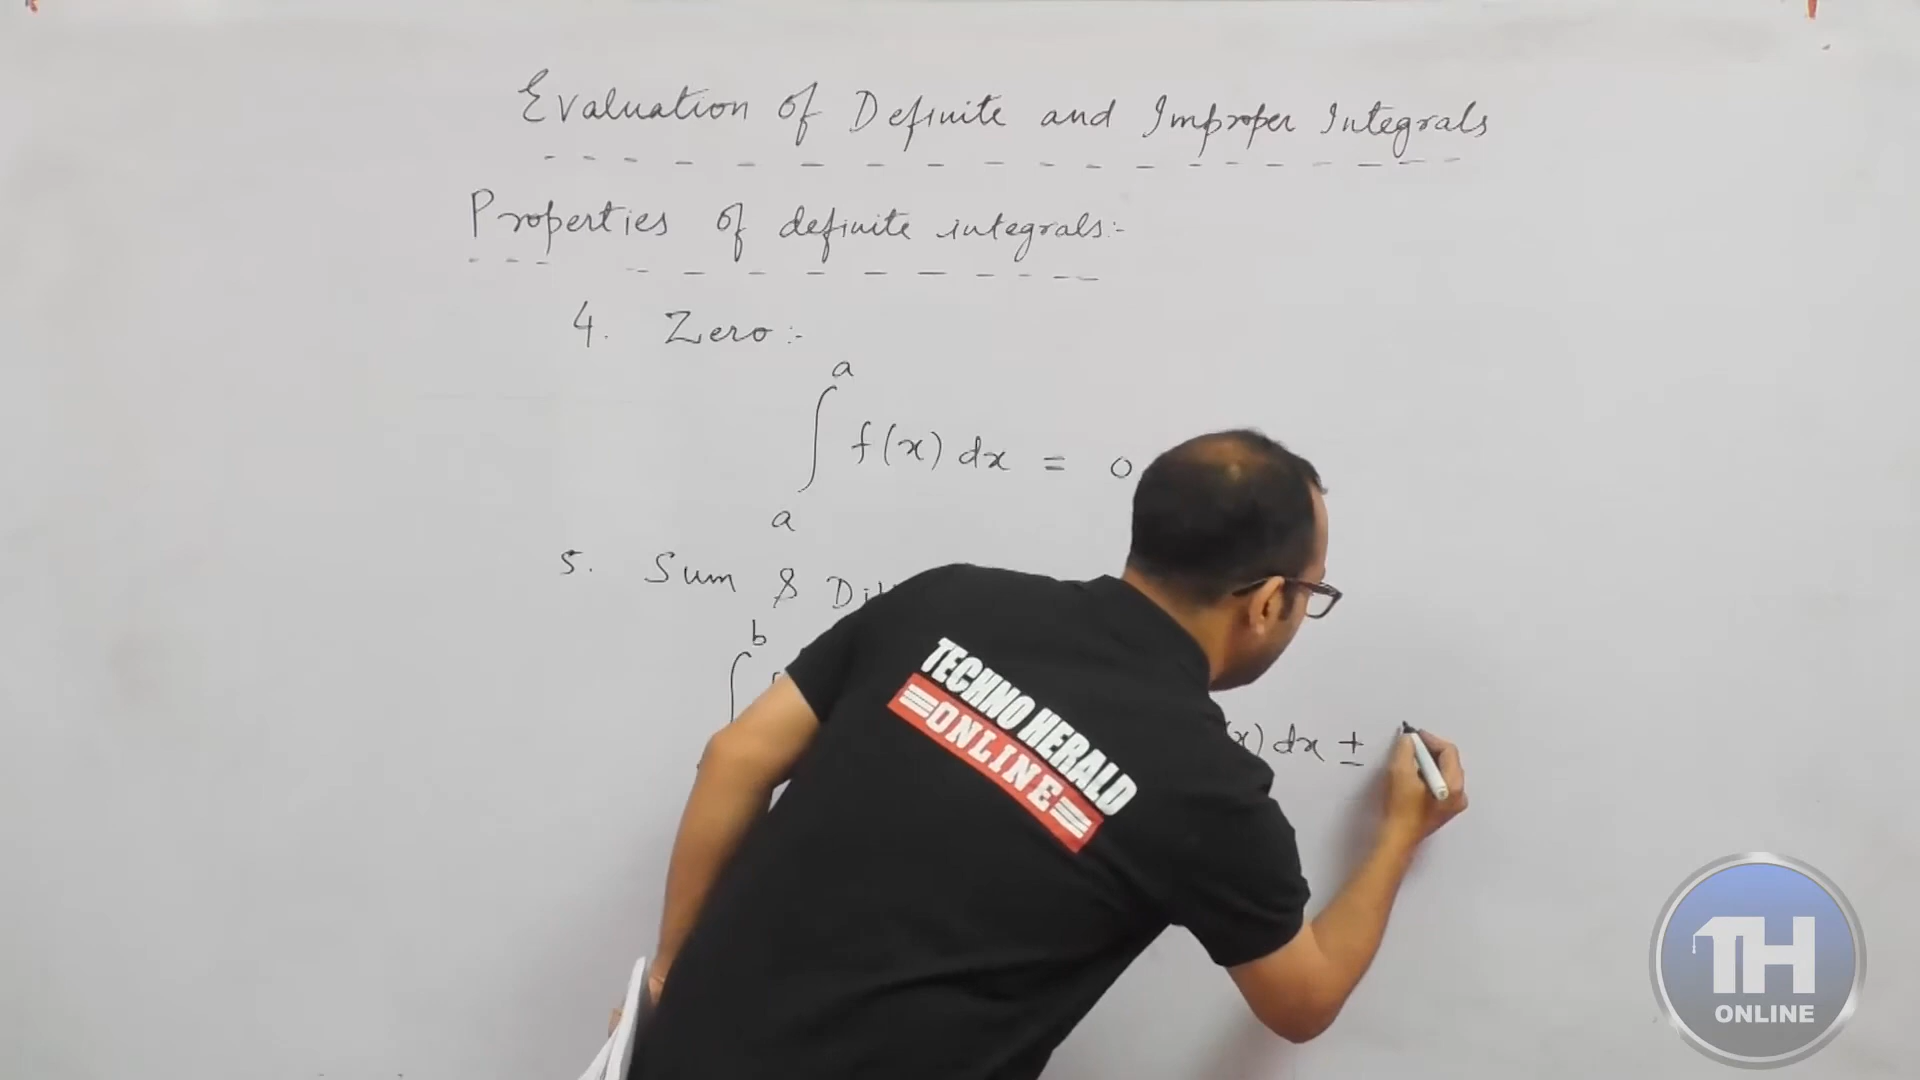 Evaluation of Definite and Improper Integrals
Properties of definite integrals:-
4. Zero:-
a
∫ f(x) dx = 0
a
5. Sum &
b
∫
(x) dx ±
TECHNO HERALD
ONLINE
TH
ONLINE